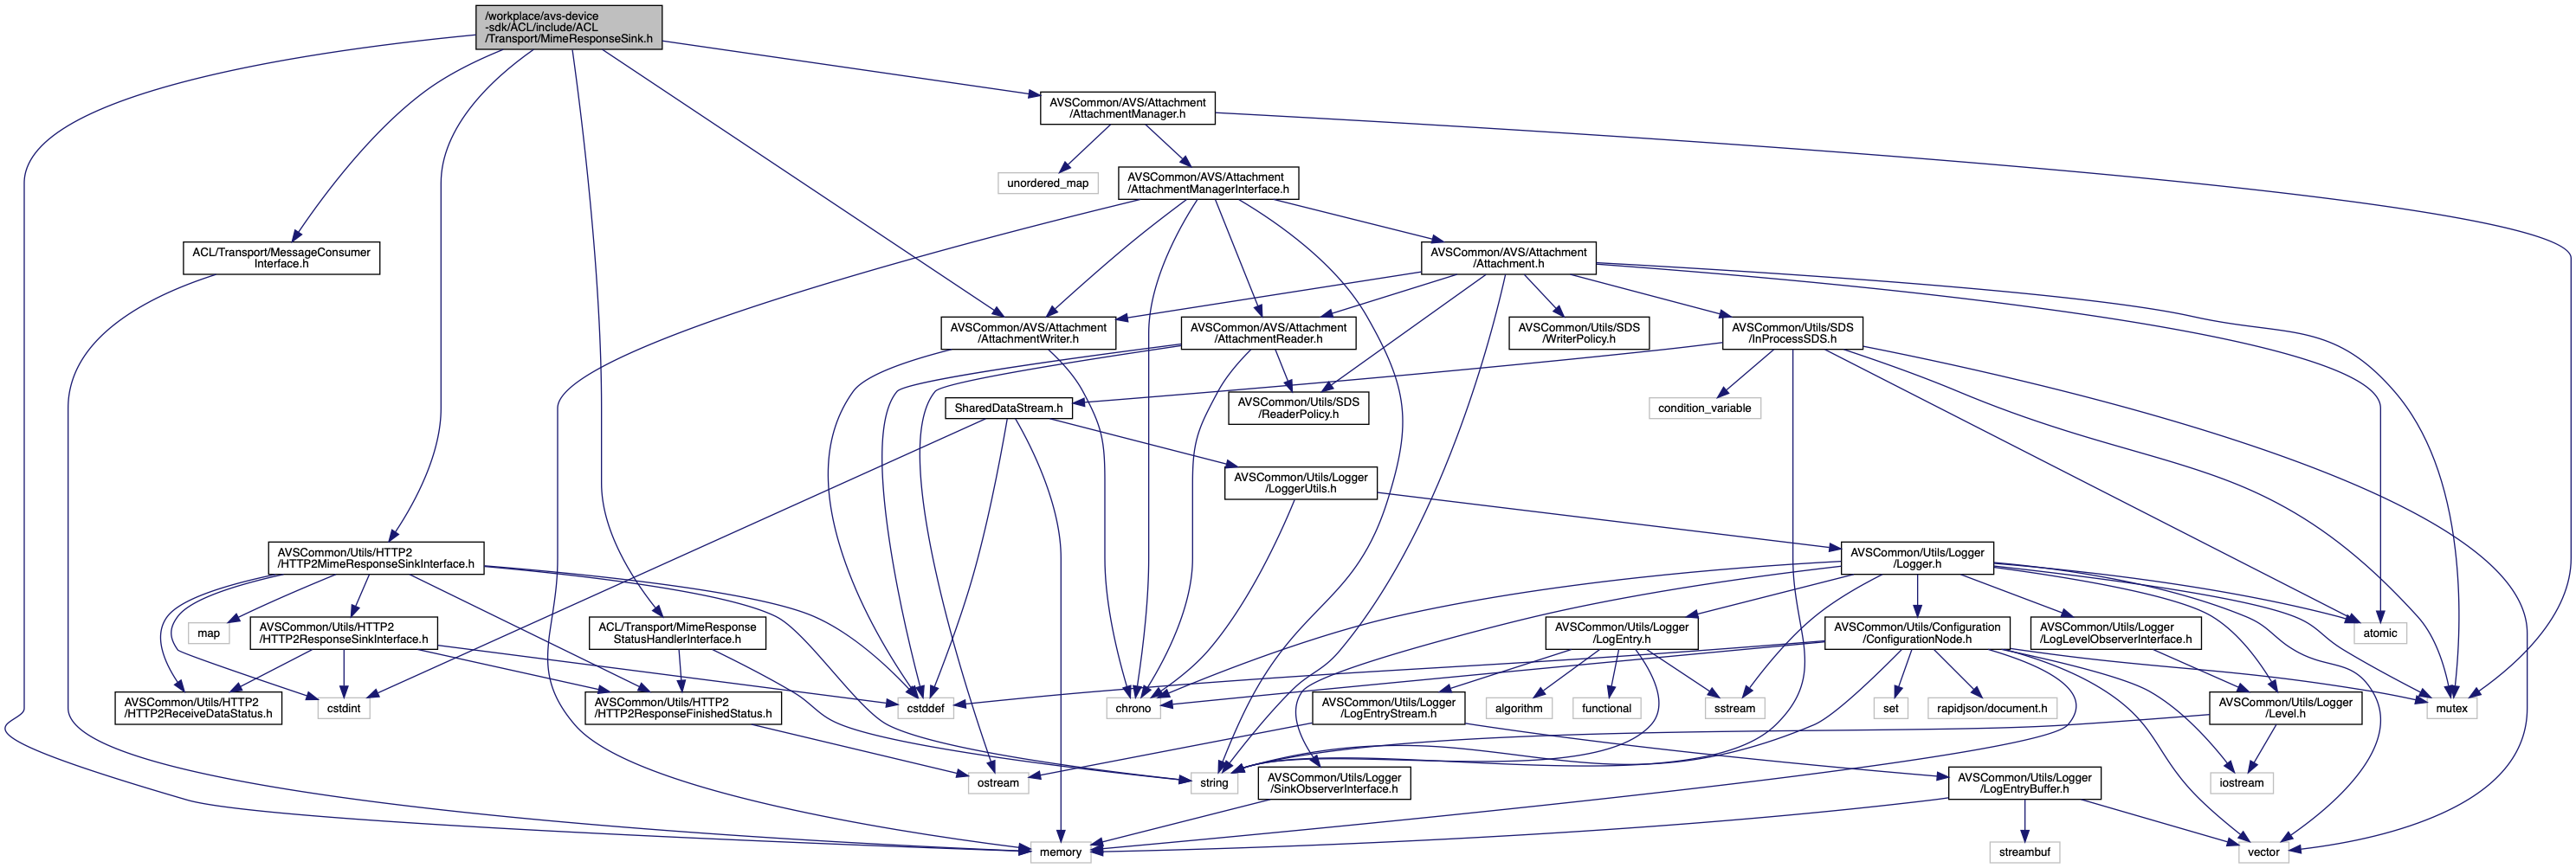 /workplace/avs-device
-sdk/ACL/include/ACL
/Transport/MimeResponseSink.h
AVSCommon/AVS/Attachment
/AttachmentManager.h
unordered_map
AVSCommon/AVS/Attachment
/AttachmentManagerInterface.h
ACL/Transport/MessageConsumer
Interface.h
AVSCommon/AVS/Attachment
/Attachment.h
AVSCommon/AVS/Attachment
/AttachmentWriter.h
AVSCommon/AVS/Attachment
/AttachmentReader.h
AVSCommon/Utils/SDS
/WriterPolicy.h
AVSCommon/Utils/SDS
/InProcessSDS.h
SharedDataStream.h
AVSCommon/Utils/SDS
/ReaderPolicy.h
condition_variable
AVSCommon/Utils/Logger
/LoggerUtils.h
AVSCommon/Utils/HTTP2
/HTTP2MimeResponseSinkInterface.h
AVSCommon/Utils/Logger
/Logger.h
map
AVSCommon/Utils/HTTP2
/HTTP2ResponseSinkInterface.h
ACL/Transport/MimeResponse
StatusHandlerInterface.h
AVSCommon/Utils/Logger
/LogEntry.h
AVSCommon/Utils/Configuration
/ConfigurationNode.h
AVSCommon/Utils/Logger
/LogLevelObserverInterface.h
atomic
AVSCommon/Utils/HTTP2
/HTTP2ReceiveDataStatus.h
cstdint
AVSCommon/Utils/HTTP2
/HTTP2ResponseFinishedStatus.h
cstddef
chrono
AVSCommon/Utils/Logger
/LogEntryStream.h
algorithm
functional
sstream
set
rapidjson/document.h
AVSCommon/Utils/Logger
/Level.h
mutex
ostream
string
AVSCommon/Utils/Logger
/SinkObserverInterface.h
AVSCommon/Utils/Logger
/LogEntryBuffer.h
iostream
memory
streambuf
vector